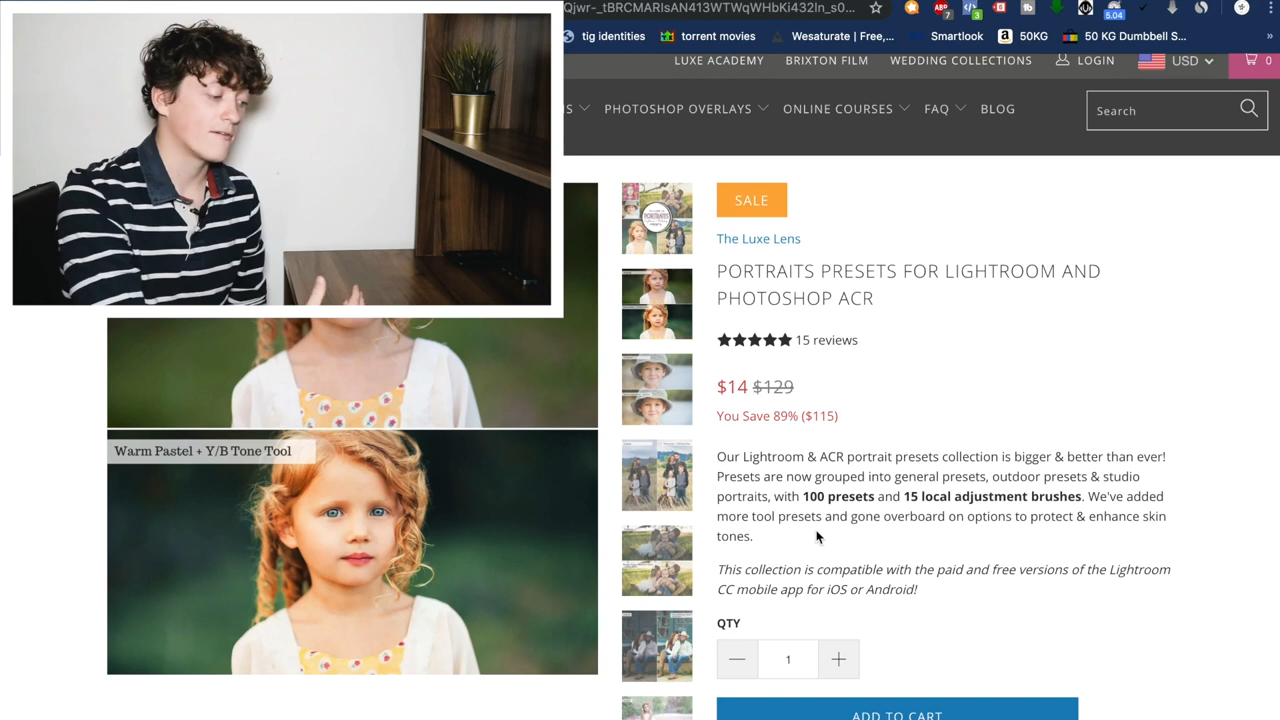 Qjwr-_tBRCMARIsAN413WTWqWHbKi432ln_s0...
7
3
5.04
tig identities
torrent movies
Wesaturate | Free,...
Smartlook
50KG
50 KG Dumbbell S...
»
LUXE ACADEMY
BRIXTON FILM
WEDDING COLLECTIONS
LOGIN
USD
0
S
PHOTOSHOP OVERLAYS
ONLINE COURSES
FAQ
BLOG
Search
SALE
The Luxe Lens
PORTRAITS PRESETS FOR LIGHTROOM AND
PHOTOSHOP ACR
15 reviews
$14 $129
You Save 89% ($115)
Our Lightroom & ACR portrait presets collection is bigger & better than ever!
Presets are now grouped into general presets, outdoor presets & studio
portraits, with 100 presets and 15 local adjustment brushes. We've added
more tool presets and gone overboard on options to protect & enhance skin
tones.
This collection is compatible with the paid and free versions of the Lightroom
CC mobile app for iOS or Android!
QTY
1
ADD TO CART
Warm Pastel + Y/B Tone Tool
PORTRAITS